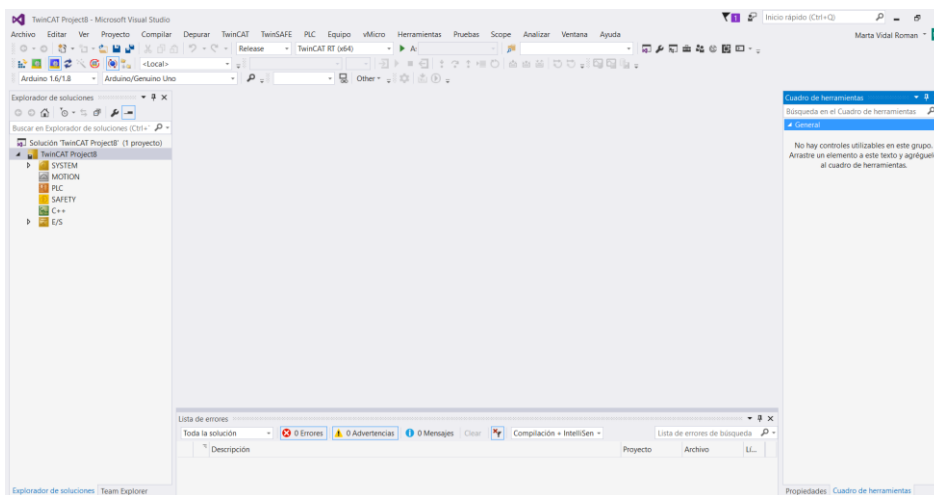 TwinCAT Project8 - Microsoft Visual Studio
1
Inicio rápido (Ctrl+Q)
Archivo Editar Ver Proyecto Compilar Depurar TwinCAT TwinSAFE PLC Equipo vMicro Herramientas Pruebas Scope Analizar Ventana Ayuda
Marta Vidal Roman
Release TwinCAT RT (x64)
<Local>
Arduino 1.6/1.8 Arduino/Genuino Uno Other
Explorador de soluciones
Buscar en Explorador de soluciones (Ctrl+
Solución 'TwinCAT Project8' (1 proyecto)
TwinCAT Project8
SYSTEM
MOTION
PLC
SAFETY
C++
E/S
Explorador de soluciones Team Explorer
Lista de errores
Toda la solución 0 Errores 0 Advertencias 0 Mensajes Clear Compilación + IntelliSen
Lista de errores de búsqueda
Descripción Proyecto Archivo Lí...
Cuadro de herramientas
Búsqueda en el Cuadro de herramientas
General
No hay controles utilizables en este grupo.
Arrastre un elemento a este texto y agréguel
al cuadro de herramientas.
Propiedades Cuadro de herramientas